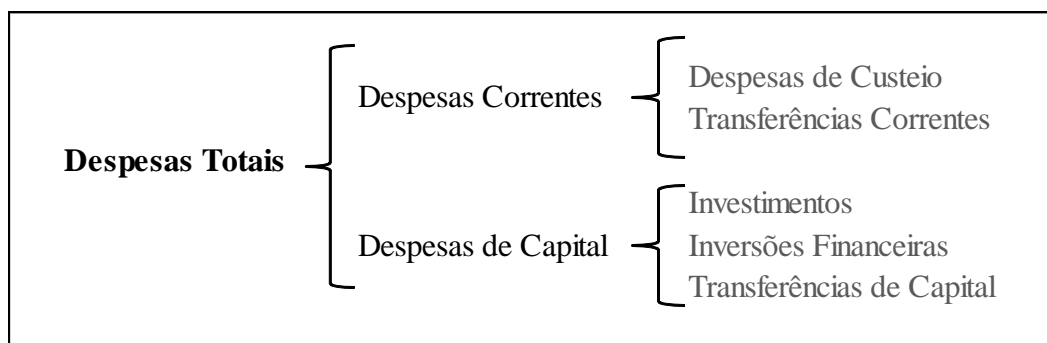 Despesas Totais
Despesas Correntes
Despesas de Custeio
Transferências Correntes
Despesas de Capital
Investimentos
Inversões Financeiras
Transferências de Capital